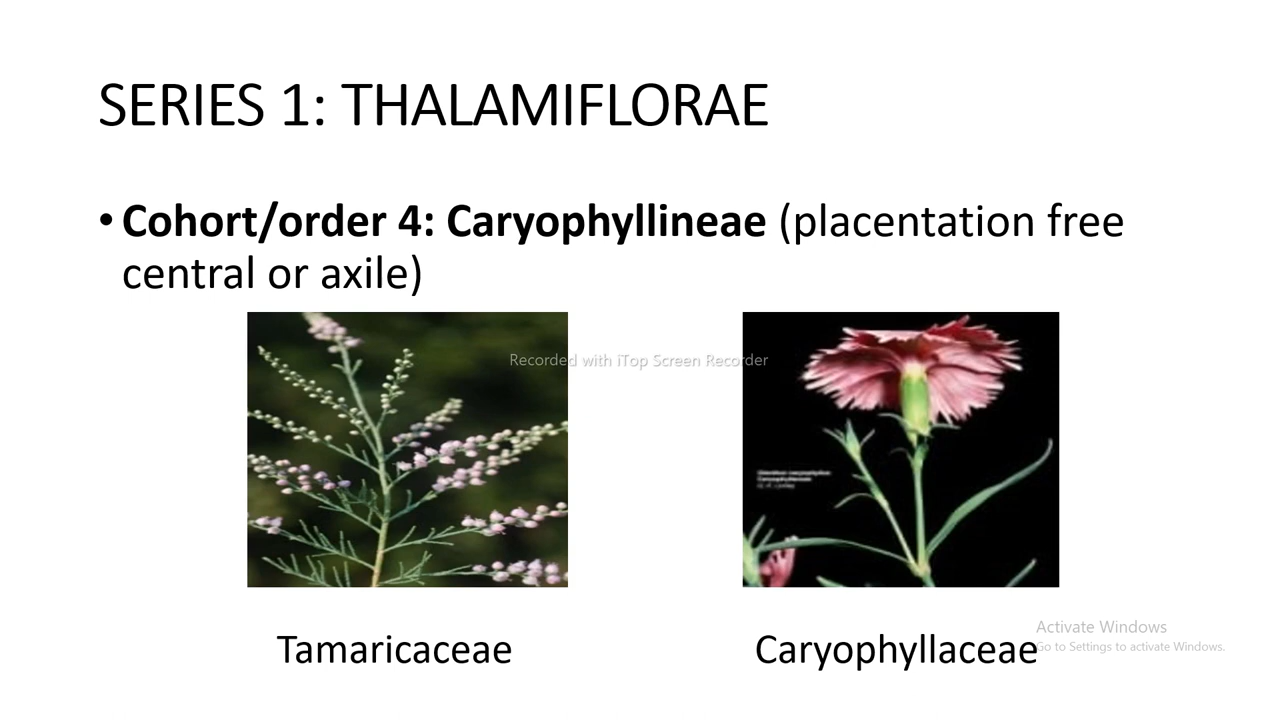 SERIES 1: THALAMIFLORAE
• Cohort/order 4: Caryophyllineae (placentation free
central or axile)
Recorded with iTop Screen Recorder
Caryophyllaceae
Tamaricaceae
Caryophyllaceae
Activate Windows
Go to Settings to activate Windows.